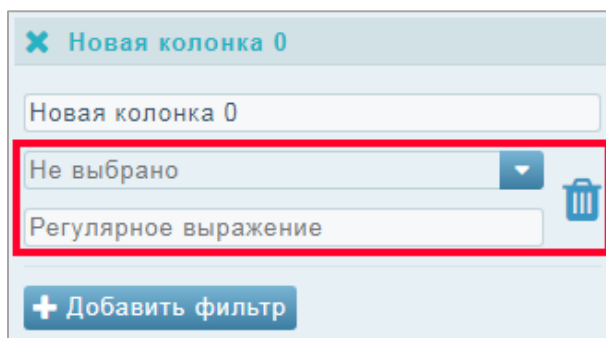 Новая колонка 0
Новая колонка 0
Не выбрано
Регулярное выражение
Добавить фильтр